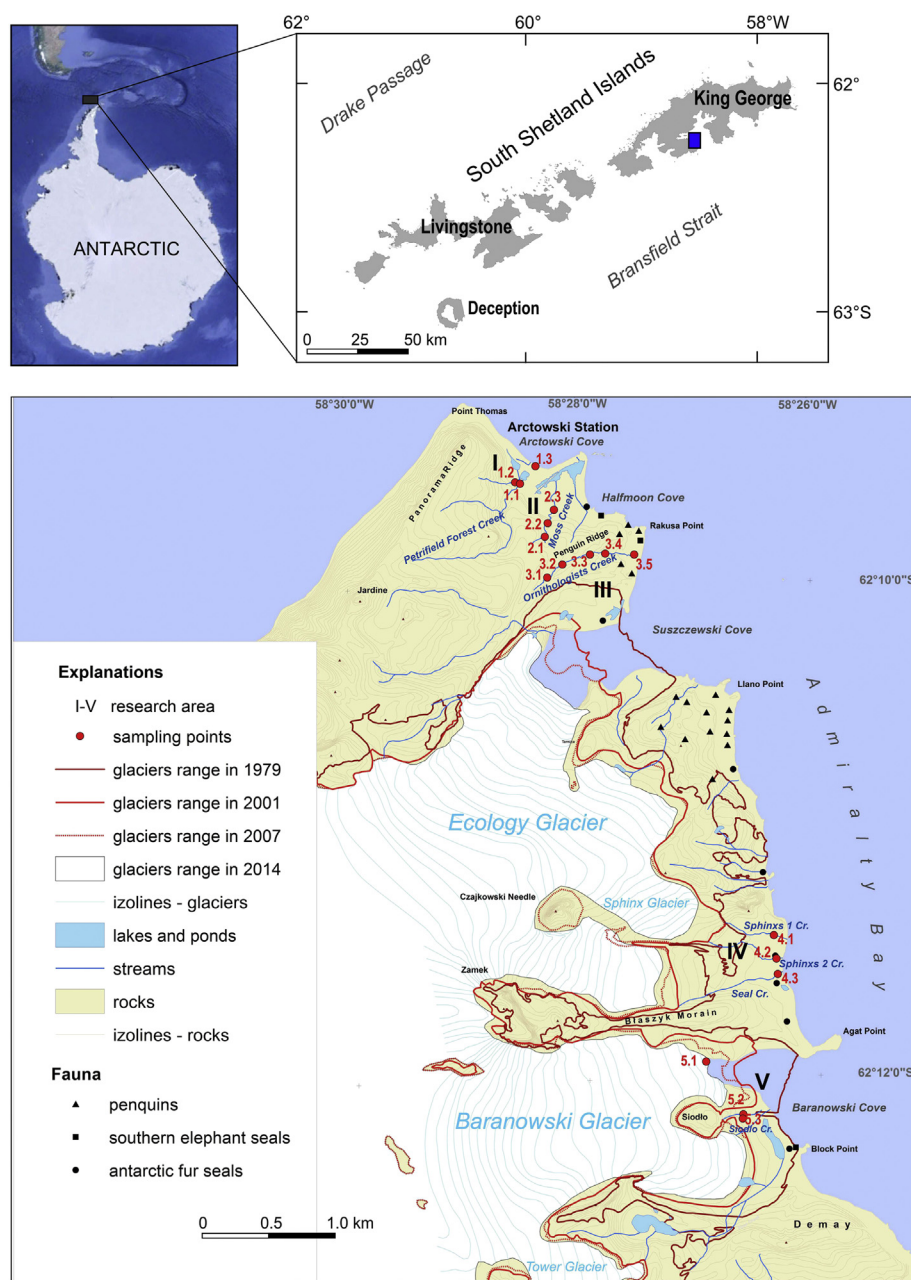 62°
60°
58°W
Drake Passage
South Shetland Islands
King George
62°
ANTARCTIC
Livingstone
Bransfield Strait
Deception
63°S
0 25 50 km
58°30'0"W
58°28'0"W
58°26'0"W
Point Thomas
Arctowski Station
Arctowski Cove
I
1.3
1.2
1.1
Panorama Ridge
II
2.3
Halfmoon Cove
2.2
Moss Creek
Rakusa Point
2.1
Petrifield Forest Creek
Penguin Ridge
3.4
3.2
3.3
3.5
3.1
Ornithologists Creek
III
62°10'0"S
Jardine
Suszczewski Cove
Llano Point
Admiralty Bay
Explanations
I-V research area
sampling points
glaciers range in 1979
glaciers range in 2001
glaciers range in 2007
glaciers range in 2014
izolines - glaciers
lakes and ponds
streams
rocks
izolines - rocks
Fauna
penquins
southern elephant seals
antarctic fur seals
0 0.5 1.0 km
Ecology Glacier
Czajkowski Needle
Sphinx Glacier
Sphinxs 1 Cr.
4.1
IV
4.2
Sphinxs 2 Cr.
Zamek
4.3
Seal Cr.
Blaszyk Morain
Agat Point
5.1
V
62°12'0"S
5.2
Baranowski Cove
Siodło
5.3
Siodlo Cr.
Baranowski Glacier
Block Point
Demay
Tower Glacier